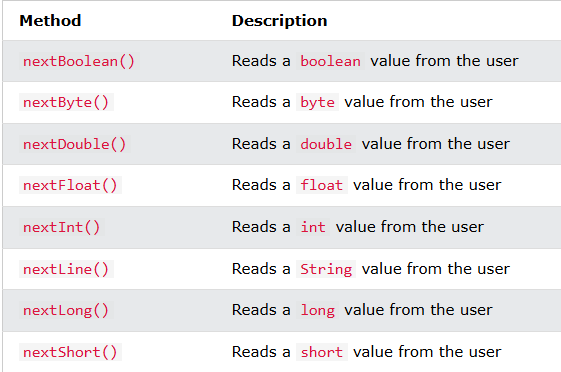 Method Description
nextBoolean() Reads a boolean value from the user
nextByte() Reads a byte value from the user
nextDouble() Reads a double value from the user
nextFloat() Reads a float value from the user
nextInt() Reads a int value from the user
nextLine() Reads a String value from the user
nextLong() Reads a long value from the user
nextShort() Reads a short value from the user